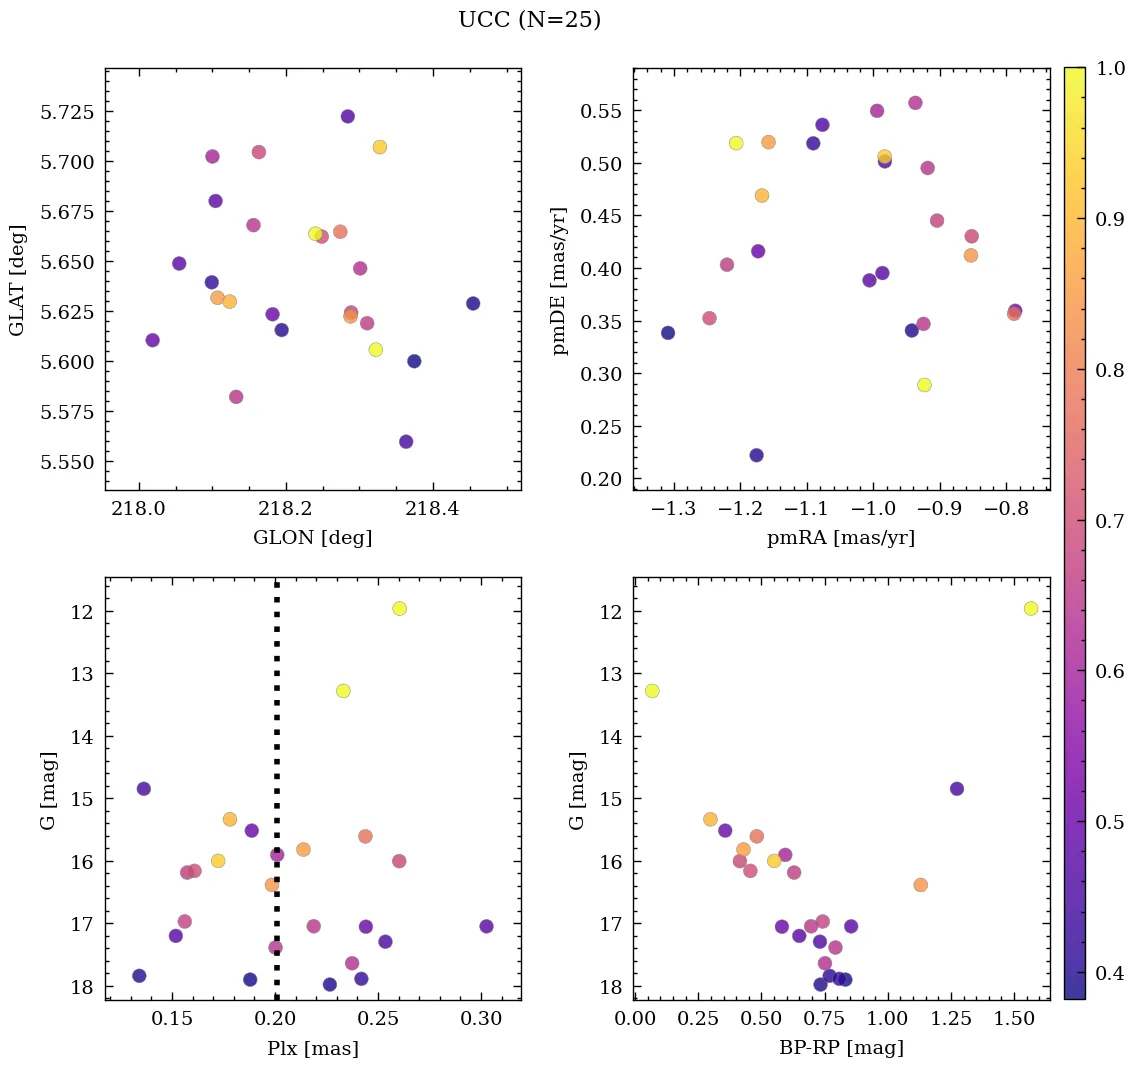 UCC (N=25)
5.725
5.700
5.675
5.650
5.625
5.600
5.575
5.550
GLAT [deg]
218.0 218.2 218.4
GLON [deg]
0.55
0.50
0.45
0.40
0.35
0.30
0.25
0.20
pmDE [mas/yr]
−1.3 −1.2 −1.1 −1.0 −0.9 −0.8
pmRA [mas/yr]
12
13
14
15
16
17
18
G [mag]
0.15 0.20 0.25 0.30
Plx [mas]
12
13
14
15
16
17
18
G [mag]
0.00 0.25 0.50 0.75 1.00 1.25 1.50
BP-RP [mag]
1.0
0.9
0.8
0.7
0.6
0.5
0.4